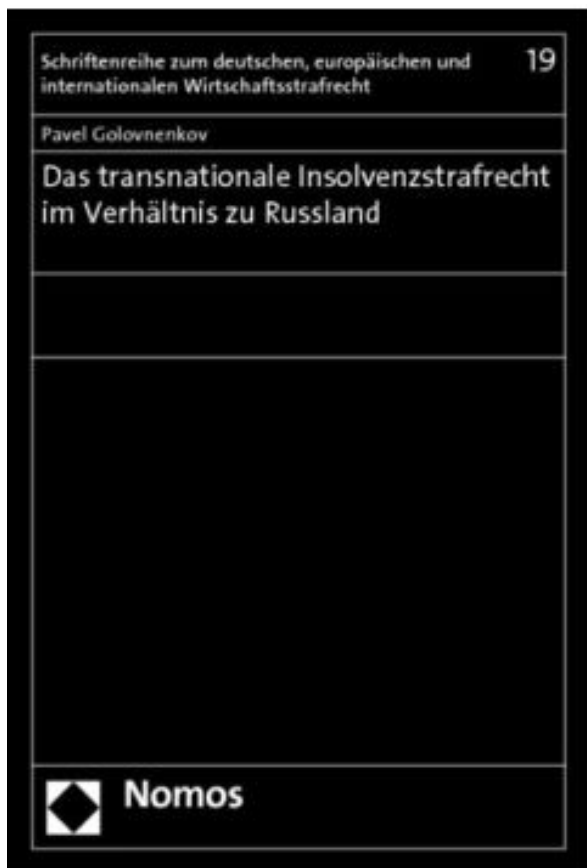 Schriftenreihe zum deutschen, europäischen und 19
internationalen Wirtschaftsstrafrecht
Pavel Golovnenkov
Das transnationale Insolvenzstrafrecht
im Verhältnis zu Russland
Nomos